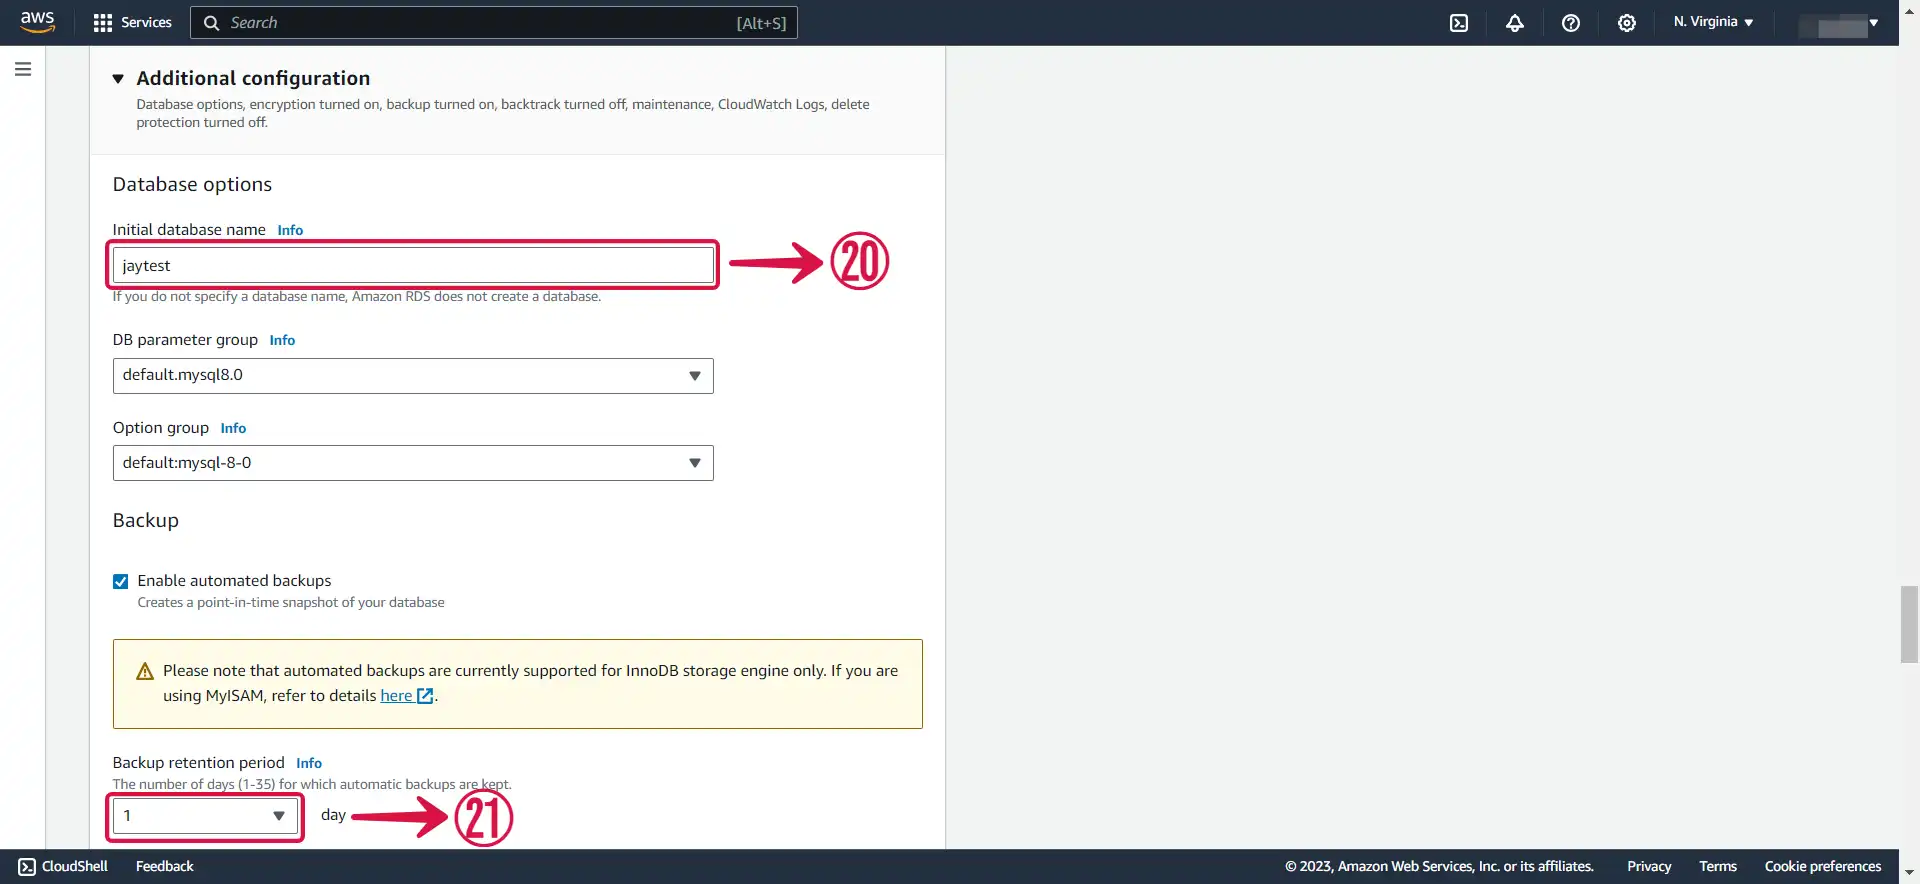 aws
Services
Search
[Alt+S]
N. Virginia
Additional configuration
Database options, encryption turned on, backup turned on, backtrack turned off, maintenance, CloudWatch Logs, delete
protection turned off.
Database options
Initial database name Info
jaytest
20
If you do not specify a database name, Amazon RDS does not create a database.
DB parameter group Info
default.mysql8.0
Option group Info
default:mysql-8-0
Backup
Enable automated backups
Creates a point-in-time snapshot of your database
Please note that automated backups are currently supported for InnoDB storage engine only. If you are
using MyISAM, refer to details here.
Backup retention period Info
The number of days (1-35) for which automatic backups are kept.
1 day
21
CloudShell
Feedback
© 2023, Amazon Web Services, Inc. or its affiliates.
Privacy
Terms
Cookie preferences